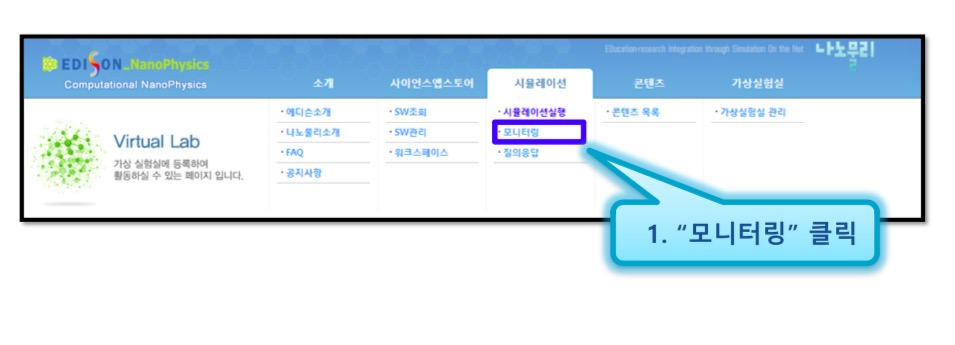 Education-research Integration through Simulation On the Net 나노물리
EDISON_NanoPhysics
Computational NanoPhysics
소개 사이언스앱스토어 시뮬레이션 콘텐츠 가상실험실
· 에디슨소개 · SW조회 · 시뮬레이션실행 · 콘텐츠 목록 · 가상실험실 관리
· 나노물리소개 · SW관리 · 모니터링
· FAQ · 워크스페이스 · 질의응답
· 공지사항
Virtual Lab
가상 실험실에 등록하여
활동하실 수 있는 페이지 입니다.
1. “모니터링” 클릭